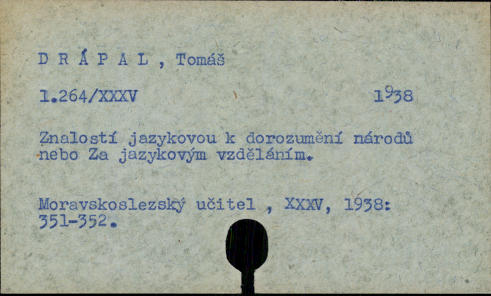 D R Á P A L , Tomáš
1.264/XXXV 1938
Znalostí jazykovou k dorozumění národů
nebo Za jazykovým vzděláním.
Moravskoslezský učitel , XXXV, 1938:
351-352.